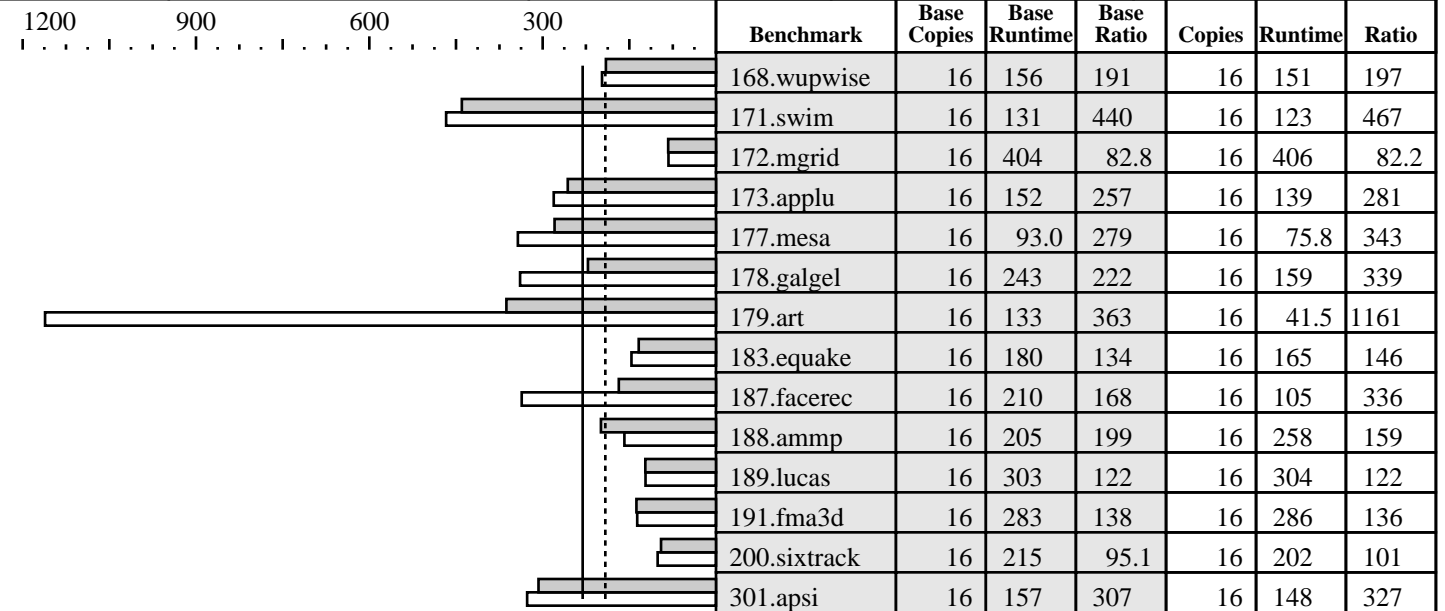 1200 900 600 300
Benchmark Base Copies Base Runtime Base Ratio Copies Runtime Ratio
168.wupwise 16 156 191 16 151 197
171.swim 16 131 440 16 123 467
172.mgrid 16 404 82.8 16 406 82.2
173.applu 16 152 257 16 139 281
177.mesa 16 93.0 279 16 75.8 343
178.galgel 16 243 222 16 159 339
179.art 16 133 363 16 41.5 1161
183.equake 16 180 134 16 165 146
187.facerec 16 210 168 16 105 336
188.ammp 16 205 199 16 258 159
189.lucas 16 303 122 16 304 122
191.fma3d 16 283 138 16 286 136
200.sixtrack 16 215 95.1 16 202 101
301.apsi 16 157 307 16 148 327